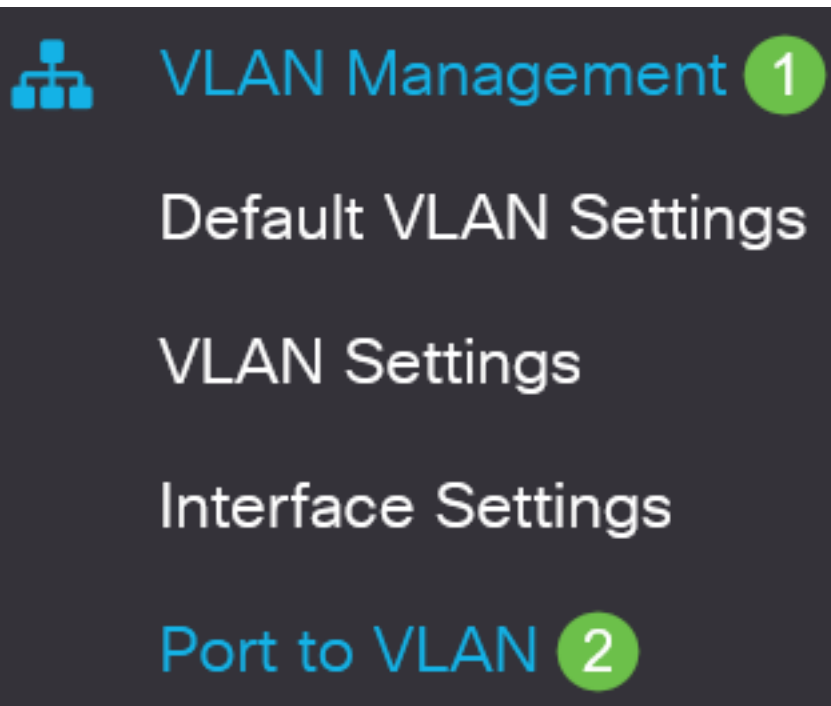 VLAN Management 1
Default VLAN Settings
VLAN Settings
Interface Settings
Port to VLAN 2